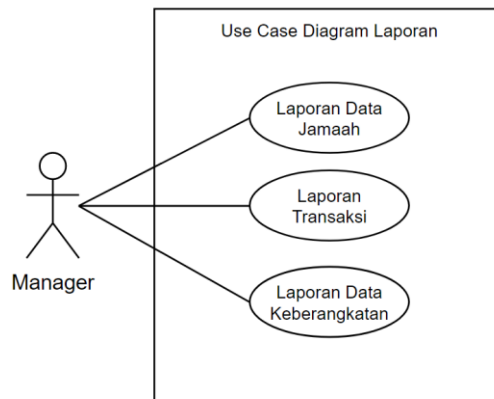 Use Case Diagram Laporan
Laporan Data
Jamaah
Laporan
Transaksi
Manager
Laporan Data
Keberangkatan